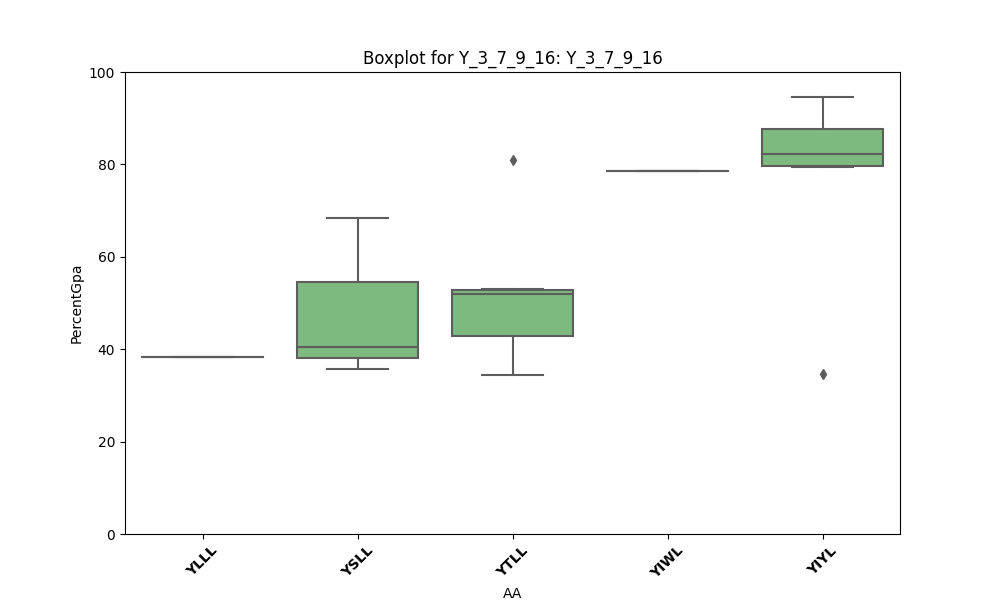 Boxplot for Y_3_7_9_16: Y_3_7_9_16
PercentGpa
100
80
60
40
20
0
YLLL
YSLL
YTLL
YIWL
YIYL
AA